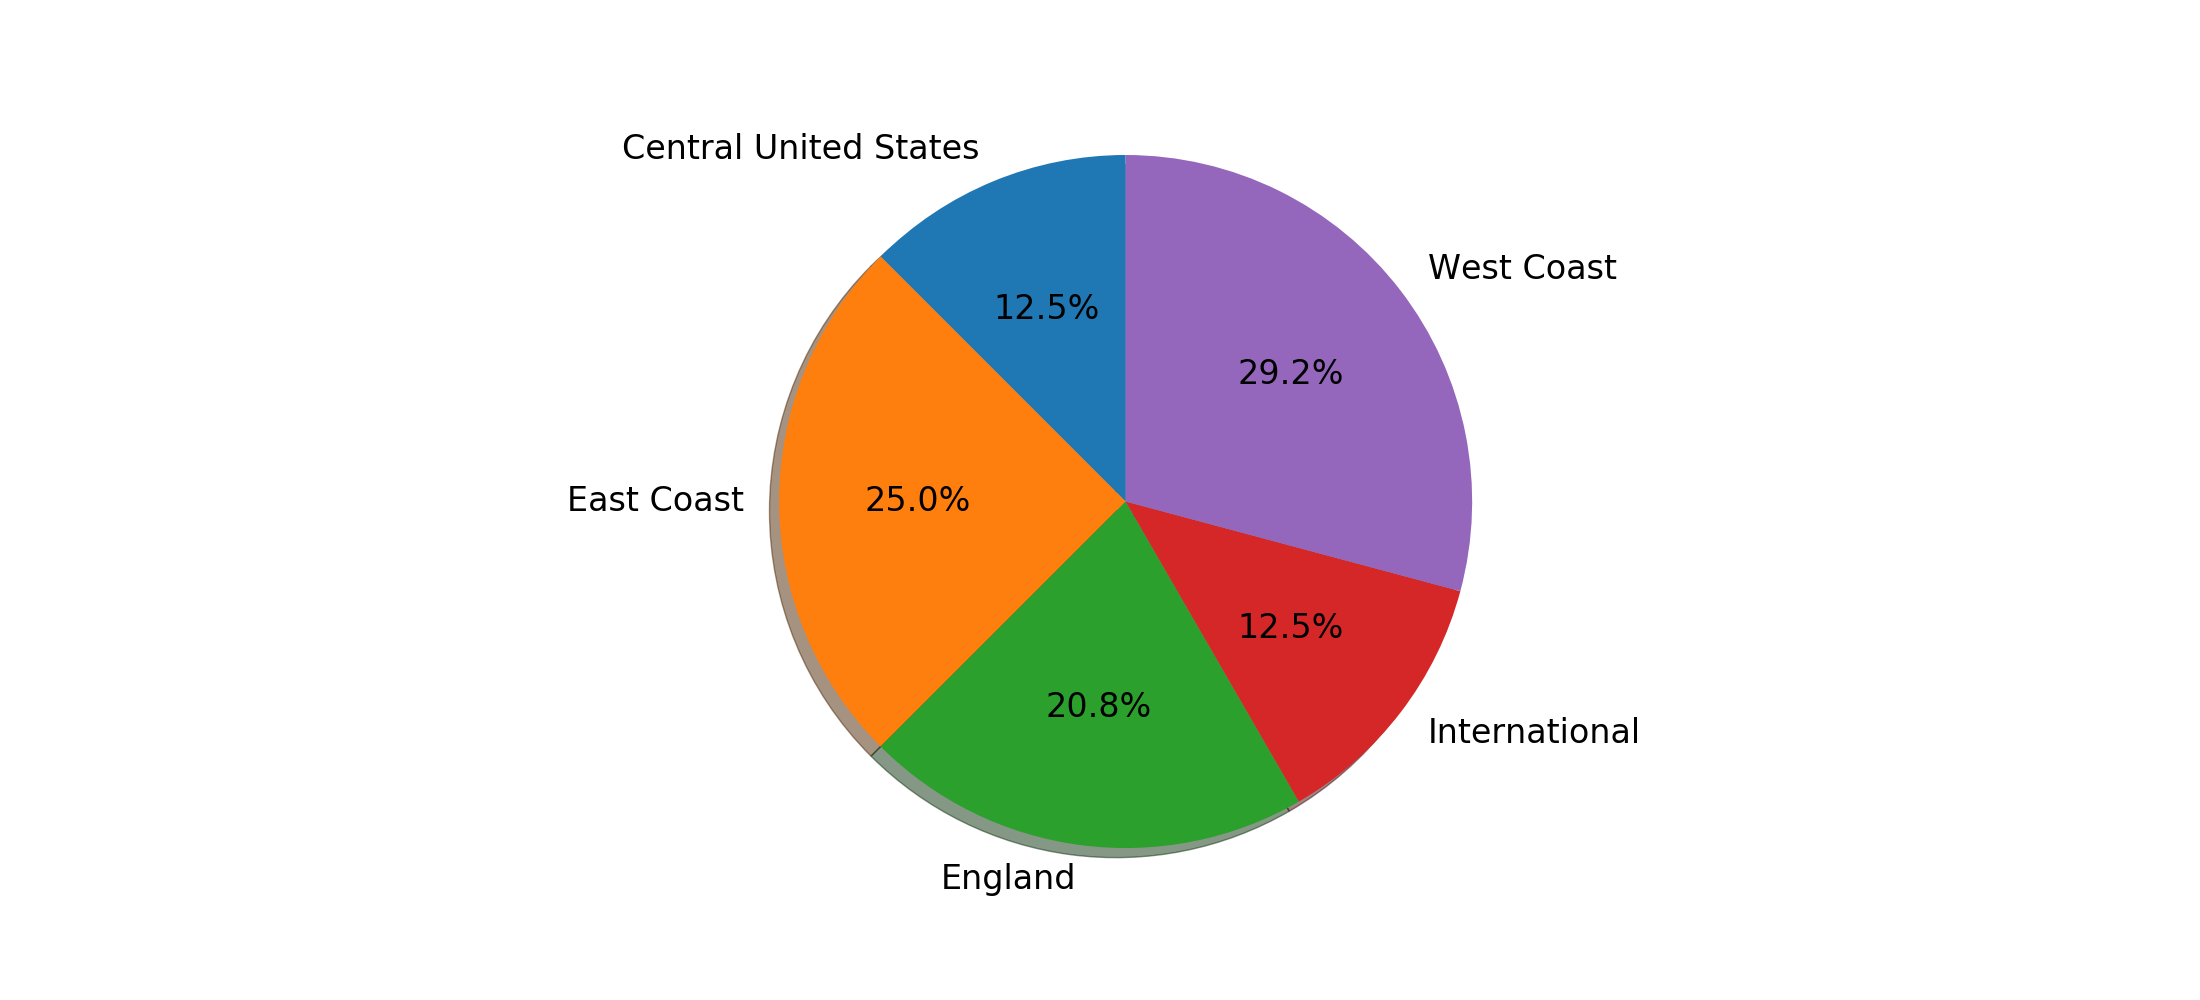 Central United States
West Coast
12.5%
29.2%
East Coast
25.0%
12.5%
20.8%
International
England